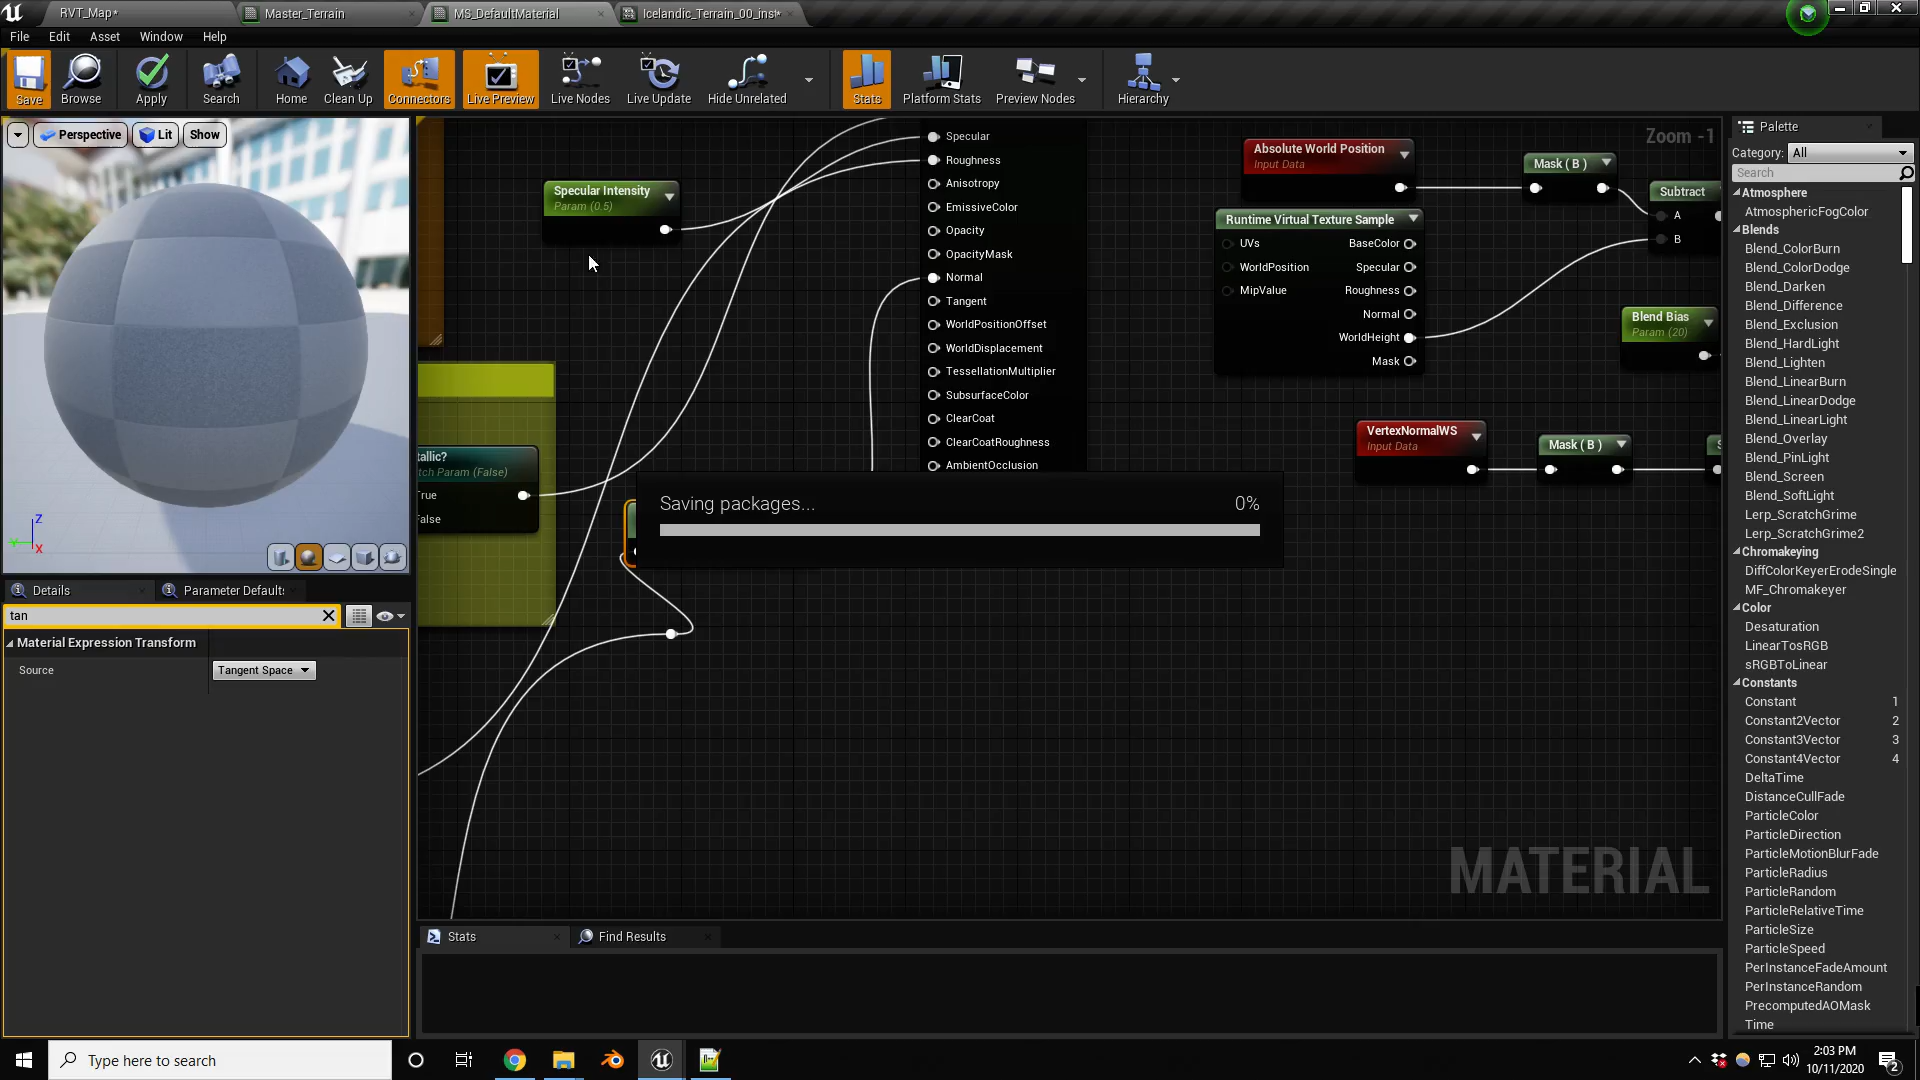 RVT_Map*
Master_Terrain
MS_DefaultMaterial
Icelandic_Terrain_00_inst*
File
Edit
Asset
Window
Help
Save
Browse
Apply
Search
Home
Clean Up
Connectors
Live Preview
Live Nodes
Live Update
Hide Unrelated
Stats
Platform Stats
Preview Nodes
Hierarchy
Perspective
Lit
Show
Z
Y
X
Details
Parameter Defaults
tan
Material Expression Transform
Source
Tangent Space
Specular Intensity
Param (0.5)
tallic?
tch Param (False)
rue
alse
Specular
Roughness
Anisotropy
EmissiveColor
Opacity
OpacityMask
Normal
Tangent
WorldPositionOffset
WorldDisplacement
TessellationMultiplier
SubsurfaceColor
ClearCoat
ClearCoatRoughness
AmbientOcclusion
Saving packages...
0%
Zoom -1
Absolute World Position
Input Data
Mask ( B )
Subtract
A
B
Runtime Virtual Texture Sample
UVs
BaseColor
WorldPosition
Specular
MipValue
Roughness
Normal
WorldHeight
Mask
Blend Bias
Param (20)
VertexNormalWS
Input Data
Mask ( B )
MATERIAL
Stats
Find Results
Palette
Category:
All
Search
Atmosphere
AtmosphericFogColor
Blends
Blend_ColorBurn
Blend_ColorDodge
Blend_Darken
Blend_Difference
Blend_Exclusion
Blend_HardLight
Blend_Lighten
Blend_LinearBurn
Blend_LinearDodge
Blend_LinearLight
Blend_Overlay
Blend_PinLight
Blend_Screen
Blend_SoftLight
Lerp_ScratchGrime
Lerp_ScratchGrime2
Chromakeying
DiffColorKeyerErodeSingle
MF_Chromakeyer
Color
Desaturation
LinearTosRGB
sRGBToLinear
Constants
Constant 1
Constant2Vector 2
Constant3Vector 3
Constant4Vector 4
DeltaTime
DistanceCullFade
ParticleColor
ParticleDirection
ParticleMotionBlurFade
ParticleRadius
ParticleRandom
ParticleRelativeTime
ParticleSize
ParticleSpeed
PerInstanceFadeAmount
PerInstanceRandom
PrecomputedAOMask
Time
Type here to search
2:03 PM
10/11/2020
2